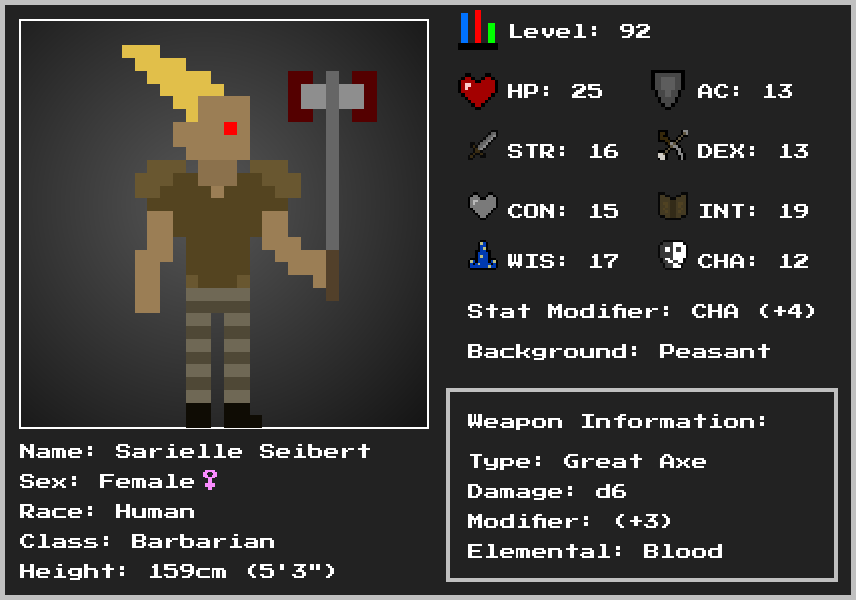 Level: 92
HP: 25
AC: 13
STR: 16
DEX: 13
CON: 15
INT: 19
WIS: 17
CHA: 12
Stat Modifier: CHA (+4)
Background: Peasant
Weapon Information:
Type: Great Axe
Damage: d6
Modifier: (+3)
Elemental: Blood
Name: Sarielle Seibert
Sex: Female♀
Race: Human
Class: Barbarian
Height: 159cm (5'3")